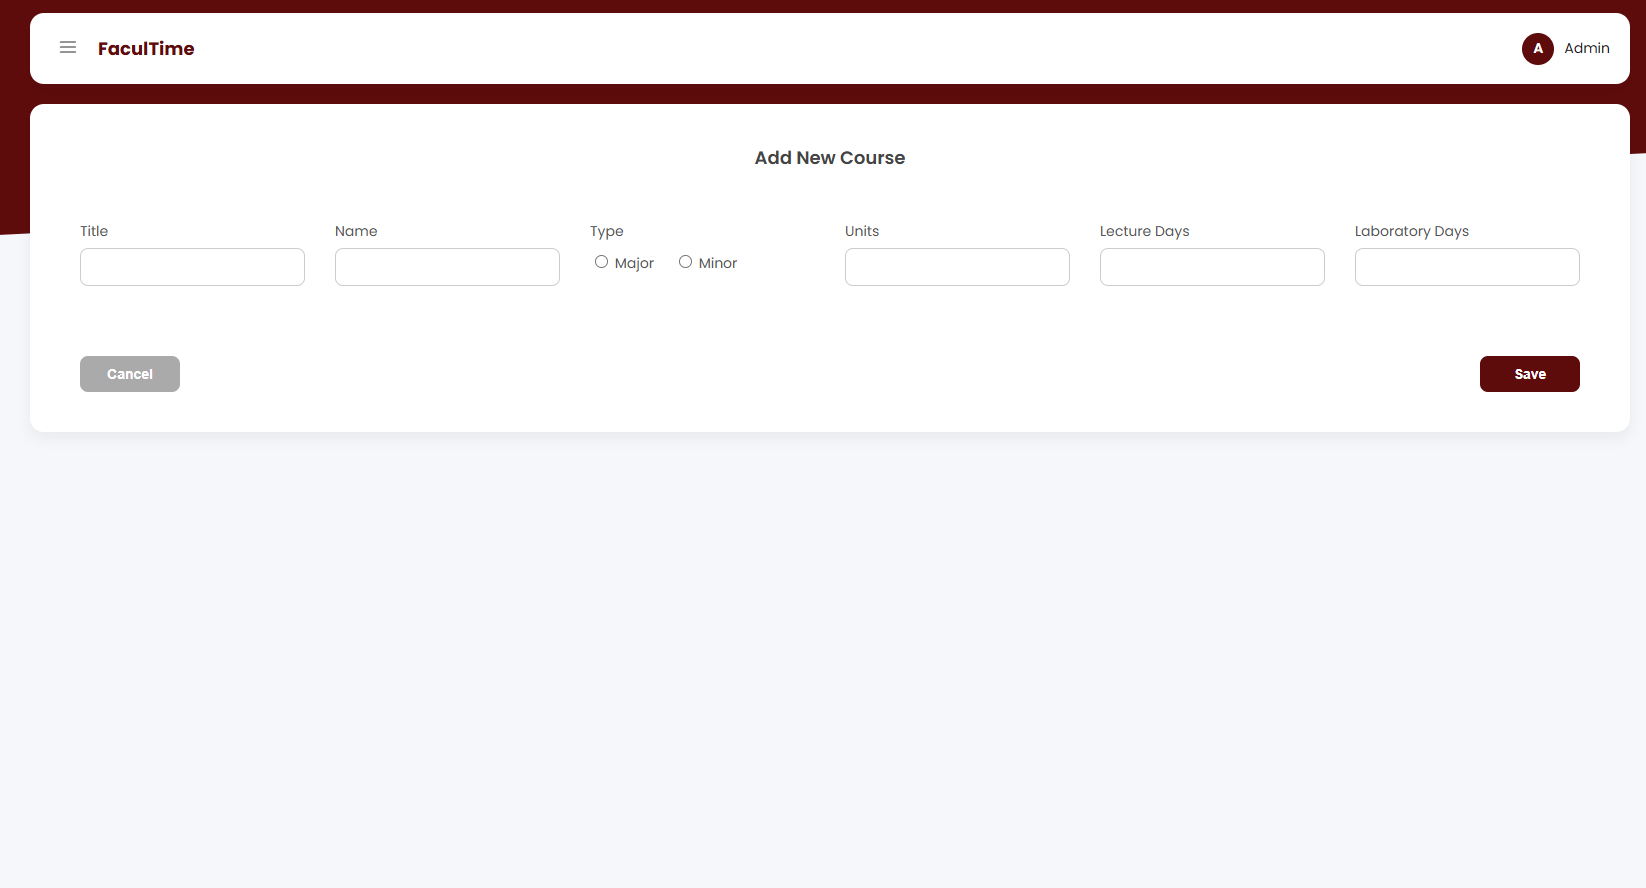 FaculTime
A Admin
Add New Course
Title Name Type Units Lecture Days Laboratory Days
Major Minor
Cancel Save